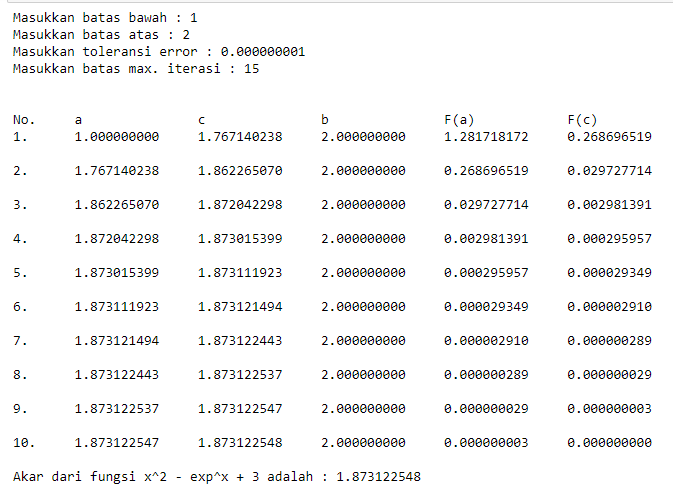 Masukkan batas bawah : 1
Masukkan batas atas : 2
Masukkan toleransi error : 0.000000001
Masukkan batas max. iterasi : 15
No. a c b F(a) F(c)
1. 1.000000000 1.767140238 2.000000000 1.281718172 0.268696519
2. 1.767140238 1.862265070 2.000000000 0.268696519 0.029727714
3. 1.862265070 1.872042298 2.000000000 0.029727714 0.002981391
4. 1.872042298 1.873015399 2.000000000 0.002981391 0.000295957
5. 1.873015399 1.873111923 2.000000000 0.000295957 0.000029349
6. 1.873111923 1.873121494 2.000000000 0.000029349 0.000002910
7. 1.873121494 1.873122443 2.000000000 0.000002910 0.000000289
8. 1.873122443 1.873122537 2.000000000 0.000000289 0.000000029
9. 1.873122537 1.873122547 2.000000000 0.000000029 0.000000003
10. 1.873122547 1.873122548 2.000000000 0.000000003 0.000000000
Akar dari fungsi x^2 - exp^x + 3 adalah : 1.873122548